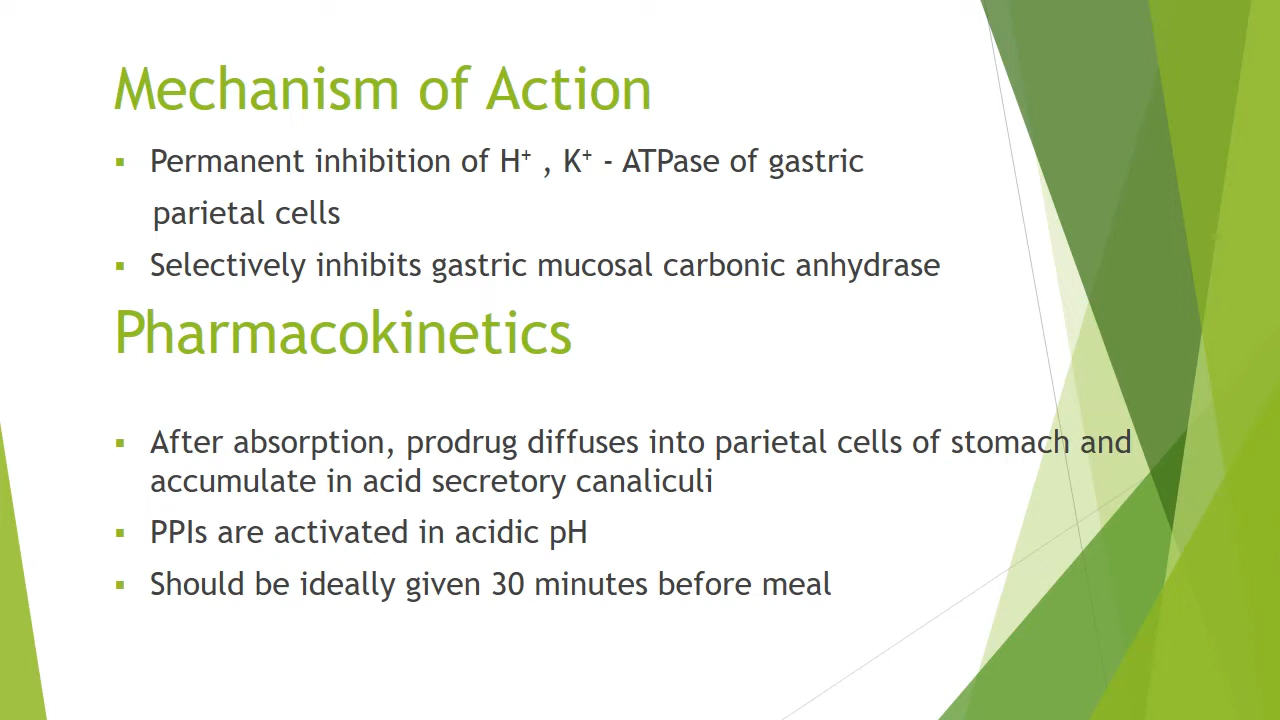 Mechanism of Action
▪ Permanent inhibition of H⁺ , K⁺ - ATPase of gastric
parietal cells
▪ Selectively inhibits gastric mucosal carbonic anhydrase
Pharmacokinetics
▪ After absorption, prodrug diffuses into parietal cells of stomach and
accumulate in acid secretory canaliculi
▪ PPIs are activated in acidic pH
▪ Should be ideally given 30 minutes before meal